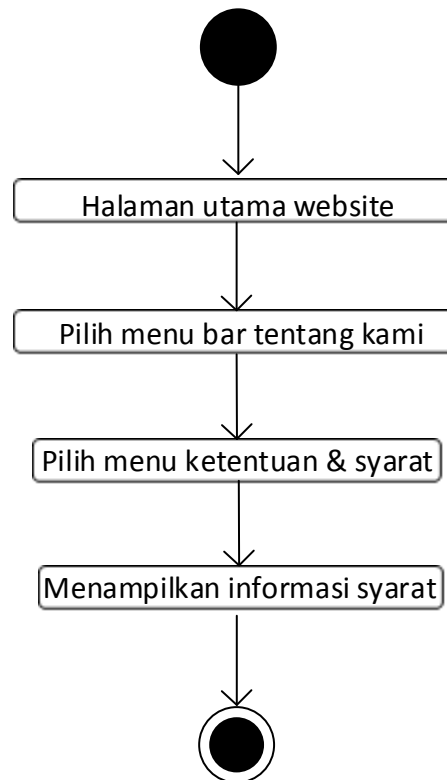 Halaman utama website
Pilih menu bar tentang kami
Pilih menu ketentuan & syarat
Menampilkan informasi syarat